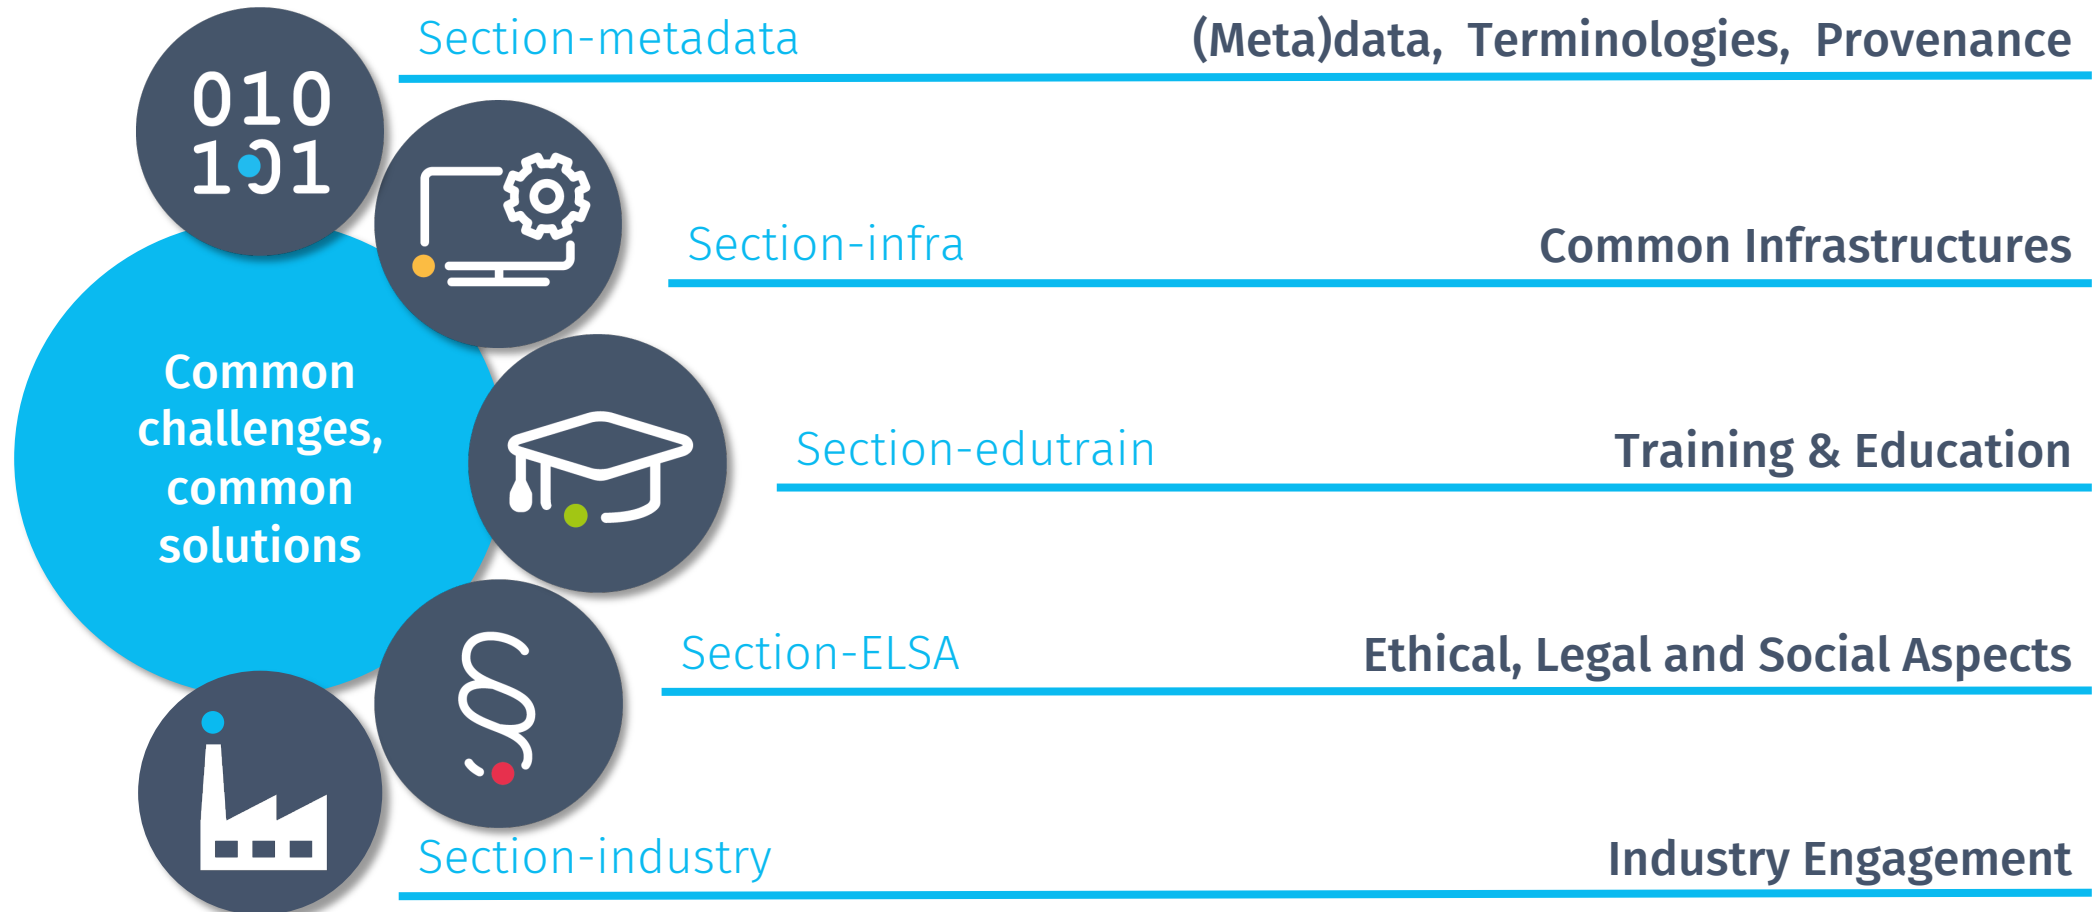 010
101
Section-metadata
(Meta)data, Terminologies, Provenance
Section-infra
Common Infrastructures
Common
challenges,
common
solutions
Section-edutrain
Training & Education
Section-ELSA
Ethical, Legal and Social Aspects
§
Section-industry
Industry Engagement